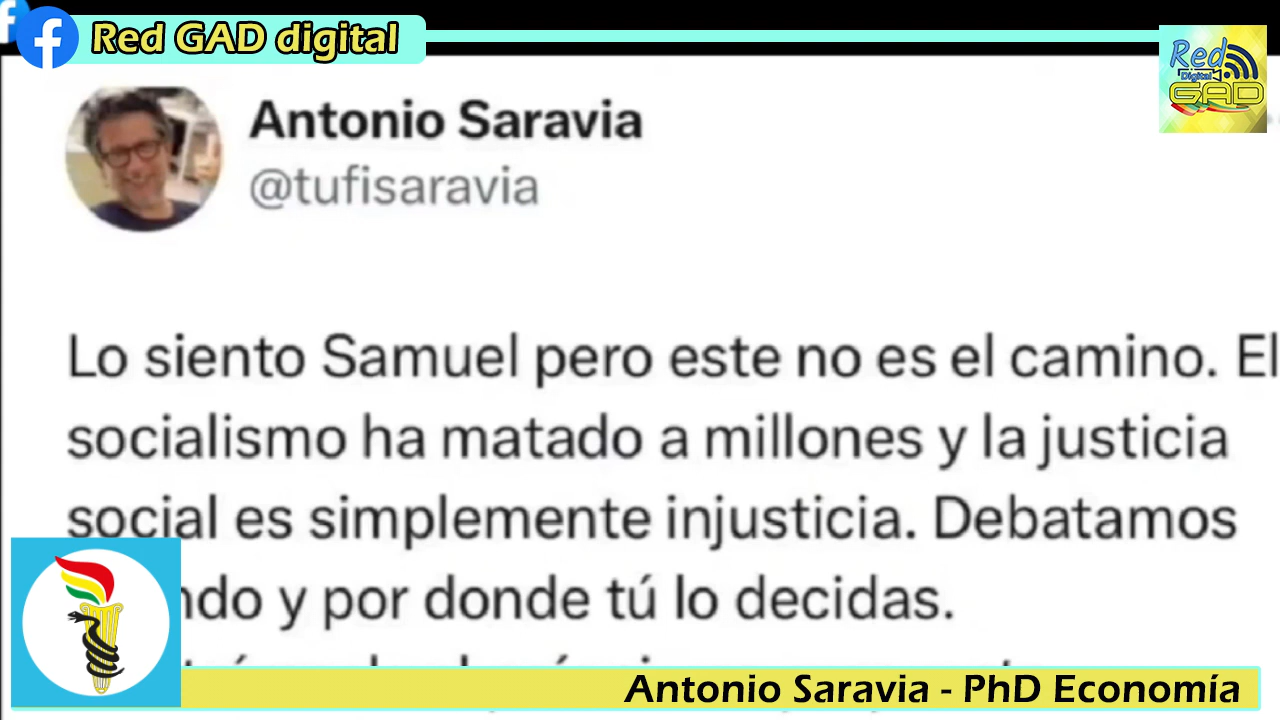 Red GAD digital
Red
Digital
GAD
Antonio Saravia
@tufisaravia
Lo siento Samuel pero este no es el camino. El
socialismo ha matado a millones y la justicia
social es simplemente injusticia. Debatamos
y por donde tú lo decidas.
Antonio Saravia - PhD Economía